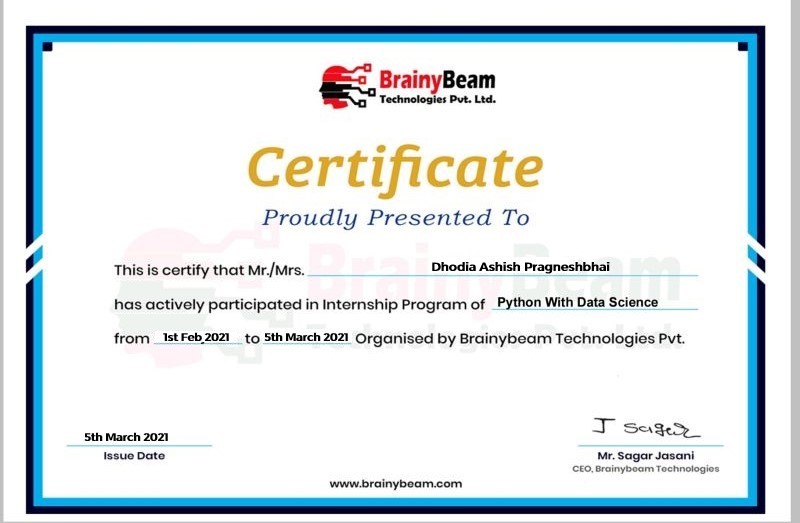 BrainyBeam
Technologies Pvt. Ltd.
Certificate
Proudly Presented To
This is certify that Mr./Mrs. Dhodia Ashish Pragneshbhai
has actively participated in Internship Program of Python With Data Science
from 1st Feb,2021 to 5th March 2021 Organised by Brainybeam Technologies Pvt.
5th March 2021
Issue Date
J Sagar
Mr. Sagar Jasani
CEO, Brainybeam Technologies
www.brainybeam.com